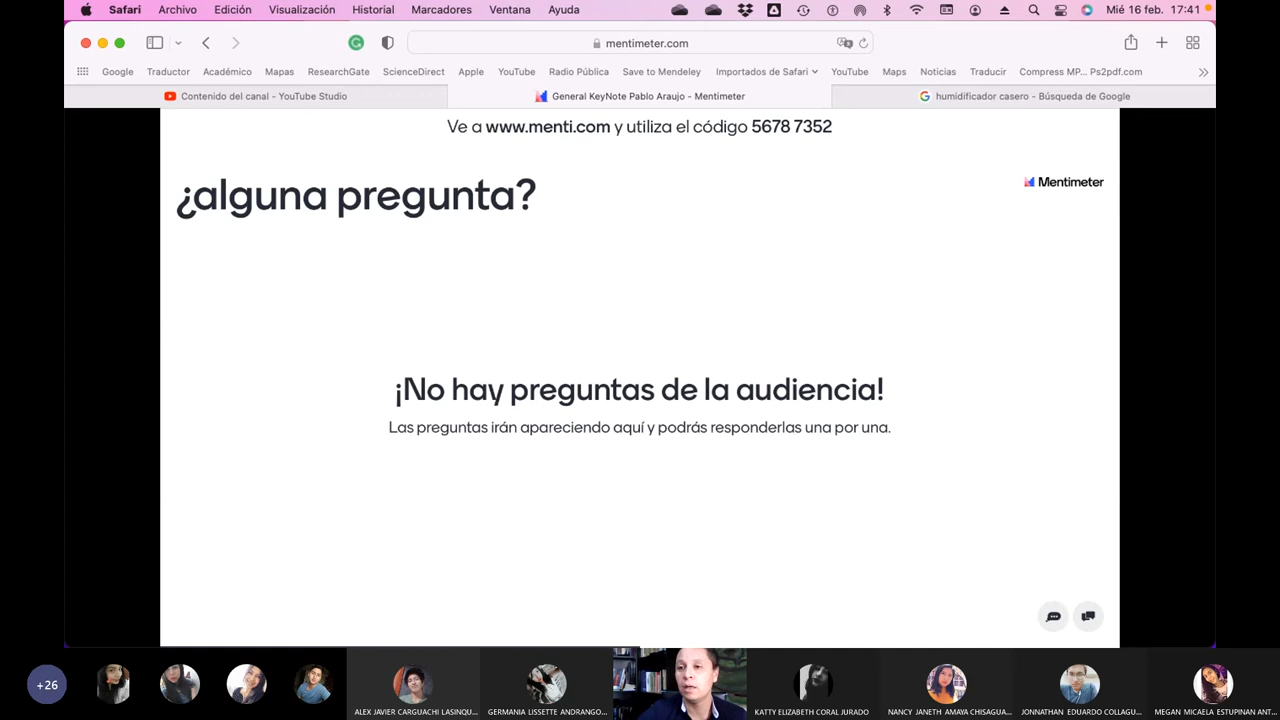 Safari Archivo Edición Visualización Historial Marcadores Ventana Ayuda Mié 16 feb. 17:41
mentimeter.com
Google Traductor Académico Mapas ResearchGate ScienceDirect Apple YouTube Radio Pública Save to Mendeley Importados de Safari YouTube Maps Noticias Traducir Compress MP... Ps2pdf.com
Contenido del canal - YouTube Studio General KeyNote Pablo Araujo - Mentimeter humidificador casero - Búsqueda de Google
Ve a www.menti.com y utiliza el código 5678 7352
¿alguna pregunta?
Mentimeter
¡No hay preguntas de la audiencia!
Las preguntas irán apareciendo aquí y podrás responderlas una por una.
+26
ALEX JAVIER CARGUACHI LASINQU... GERMANIA LISSETTE ANDRANGO... KATTY ELIZABETH CORAL JURADO NANCY JANETH AMAYA CHISAGUA... JONNATHAN EDUARDO COLLAGU... MEGAN MICAELA ESTUPINAN ANT...